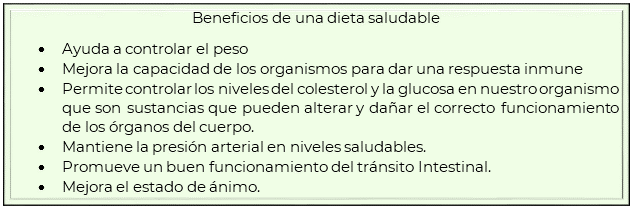 Beneficios de una dieta saludable
• Ayuda a controlar el peso
• Mejora la capacidad de los organismos para dar una respuesta inmune
• Permite controlar los niveles del colesterol y la glucosa en nuestro organismo
que son sustancias que pueden alterar y dañar el correcto funcionamiento
de los órganos del cuerpo.
• Mantiene la presión arterial en niveles saludables.
• Promueve un buen funcionamiento del tránsito Intestinal.
• Mejora el estado de ánimo.